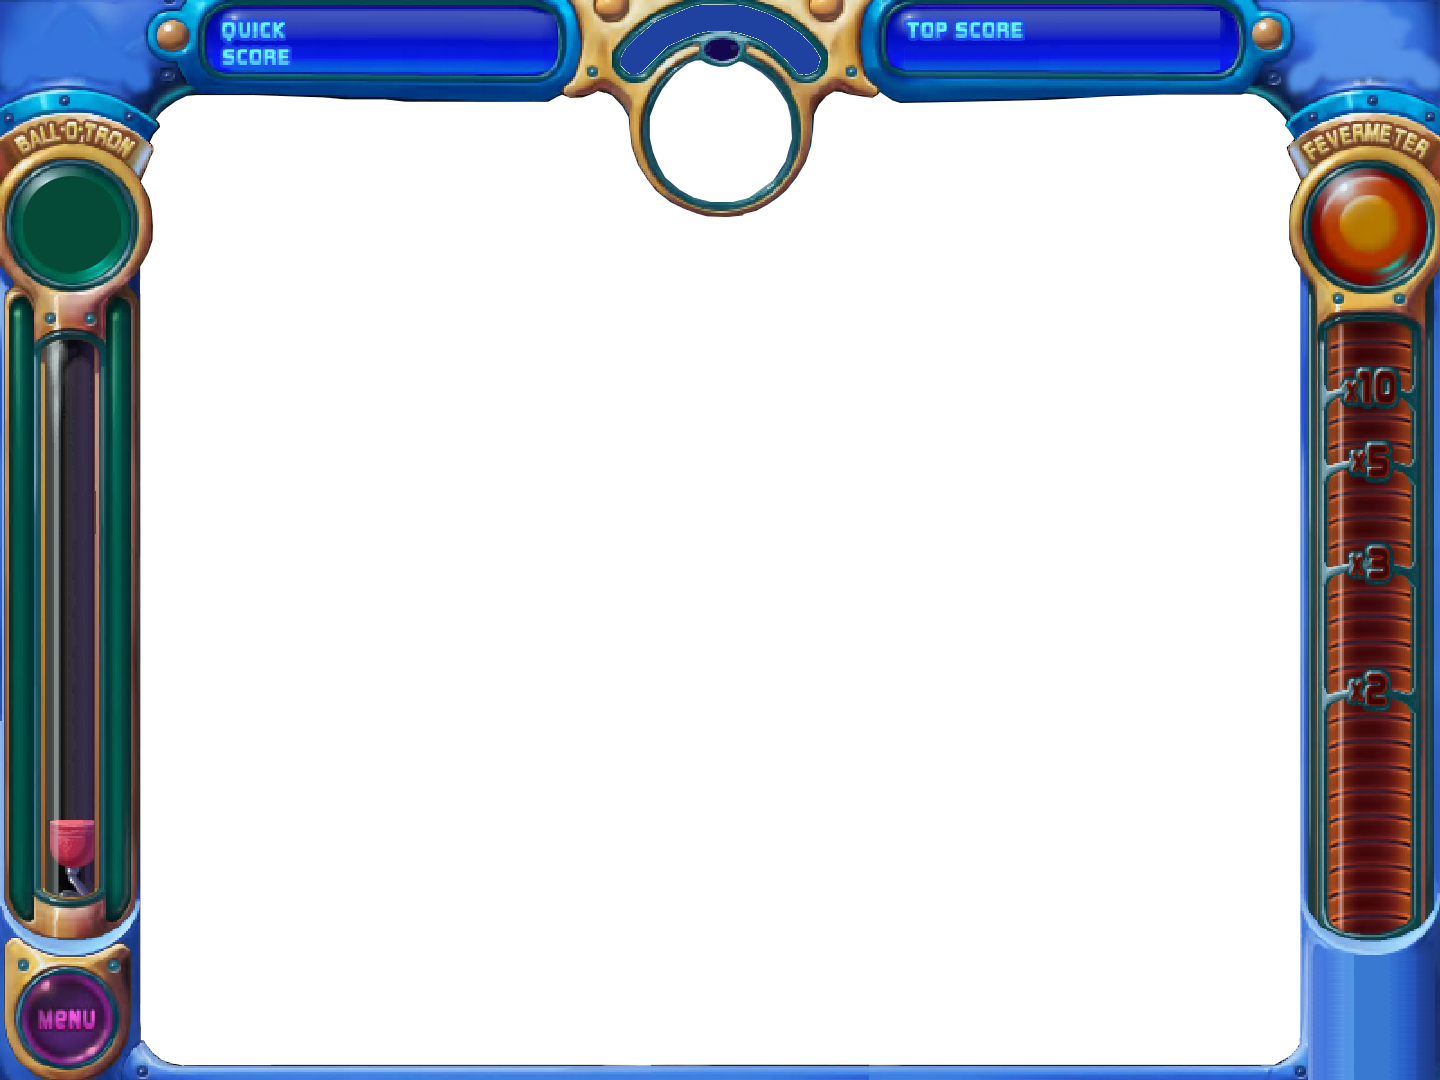 QUICK
SCORE
TOP SCORE
BALL-O-TRON
FEVERMETER
x10
x5
x3
x2
MENU